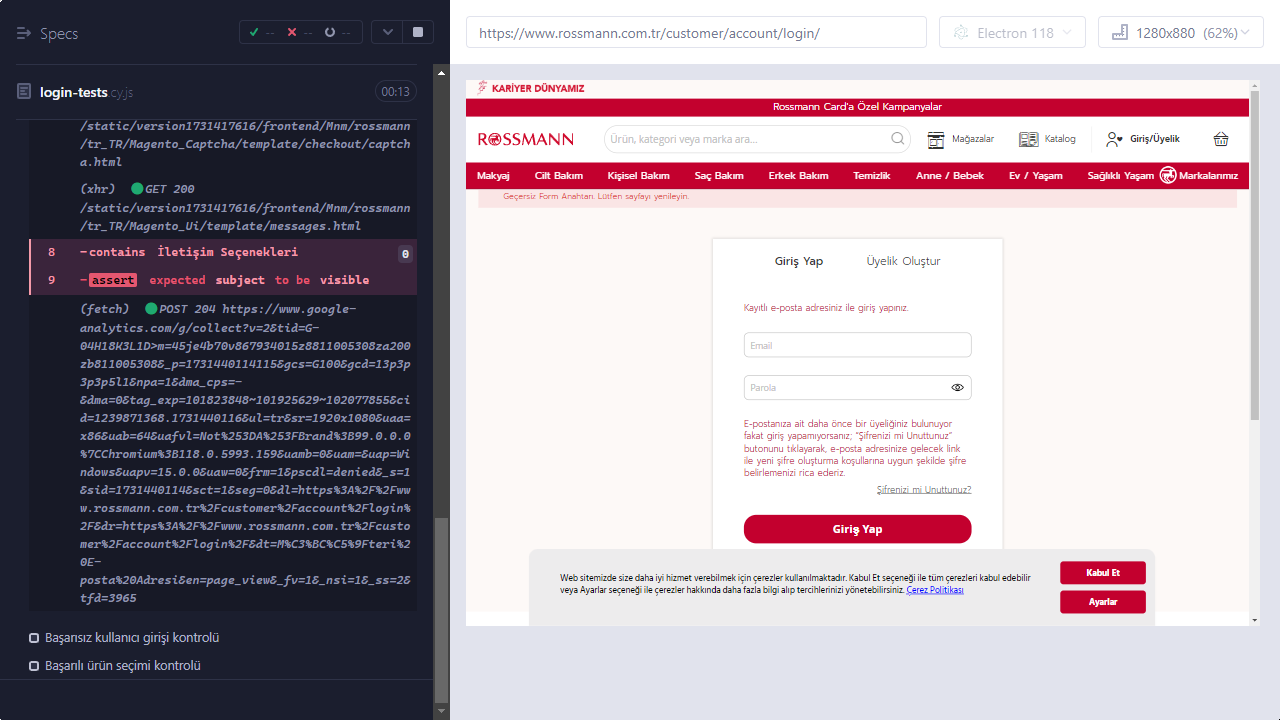 Specs
--
--
--
https://www.rossmann.com.tr/customer/account/login/
Electron 118
1280x880 (62%)
login-tests.cy.js
00:13
/static/version1731417616/frontend/Mnm/rossmann
/tr_TR/Magento_Captcha/template/checkout/captch
a.html
(xhr) GET 200
/static/version1731417616/frontend/Mnm/rossmann
/tr_TR/Magento_Ui/template/messages.html
8 -contains İletişim Seçenekleri 0
9 -assert expected subject to be visible
(fetch) POST 204 https://www.google-
analytics.com/g/collect?v=2&tid=G-
04H18K3L1D>m=45je4b70v867934015z8811005308za200
zb811005308&_p=1731440114115&gcs=G100&gcd=13p3p
3p3p5l1&npa=1&dma_cps=-
&dma=0&tag_exp=101823848~101925629~102077855&ci
d=1239871368.1731440116&ul=tr&sr=1920x1080&uaa=
x86&uab=64&uafvl=Not%253DA%253FBrand%3B99.0.0.0
%7CChromium%3B118.0.5993.159&uamb=0&uam=&uap=Wi
ndows&uapv=15.0.0&uaw=0&frm=1&pscdl=denied&_s=1
&sid=1731440114&sct=1&seg=0&dl=https%3A%2F%2Fww
w.rossmann.com.tr%2Fcustomer%2Faccount%2Flogin%
2F&dr=https%3A%2F%2Fwww.rossmann.com.tr%2Fcusto
mer%2Faccount%2Flogin%2F&dt=M%C3%BC%C5%9Fteri%2
0E-
posta%20Adresi&en=page_view&_fv=1&_nsi=1&_ss=2&
tfd=3965
Başarısız kullanıcı girişi kontrolü
Başarılı ürün seçimi kontrolü
KARİYER DÜNYAMIZ
Rossmann Card'a Özel Kampanyalar
ROSSMANN
Ürün, kategori veya marka ara...
Mağazalar
Katalog
Giriş/Üyelik
Makyaj Cilt Bakım Kişisel Bakım Saç Bakım Erkek Bakım Temizlik Anne / Bebek Ev / Yaşam Sağlıklı Yaşam Markalarımız
Geçersiz Form Anahtarı. Lütfen sayfayı yenileyin.
Giriş Yap Üyelik Oluştur
Kayıtlı e-posta adresiniz ile giriş yapınız.
Email
Parola
E-postanıza ait daha önce bir üyeliğiniz bulunuyor
fakat giriş yapamıyorsanız; "Şifrenizi mi Unuttunuz"
butonunu tıklayarak, e-posta adresinize gelecek link
ile yeni şifre oluşturma koşullarına uygun şekilde şifre
belirlemenizi rica ederiz.
Şifrenizi mi Unuttunuz?
Giriş Yap
Web sitemizde size daha iyi hizmet verebilmek için çerezler kullanılmaktadır. Kabul Et seçeneği ile tüm çerezleri kabul edebilir
veya Ayarlar seçeneği ile çerezler hakkında daha fazla bilgi alıp tercihlerinizi yönetebilirsiniz. Çerez Politikası
Kabul Et
Ayarlar